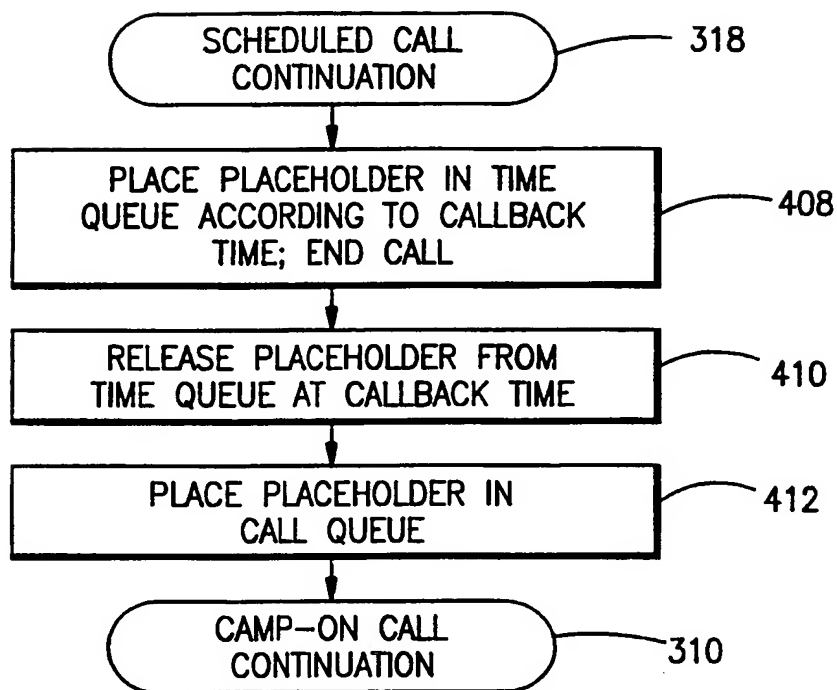 SCHEDULED CALL
CONTINUATION
318
PLACE PLACEHOLDER IN TIME
QUEUE ACCORDING TO CALLBACK
TIME; END CALL
408
RELEASE PLACEHOLDER FROM
TIME QUEUE AT CALLBACK TIME
410
PLACE PLACEHOLDER IN
CALL QUEUE
412
CAMP-ON CALL
CONTINUATION
310